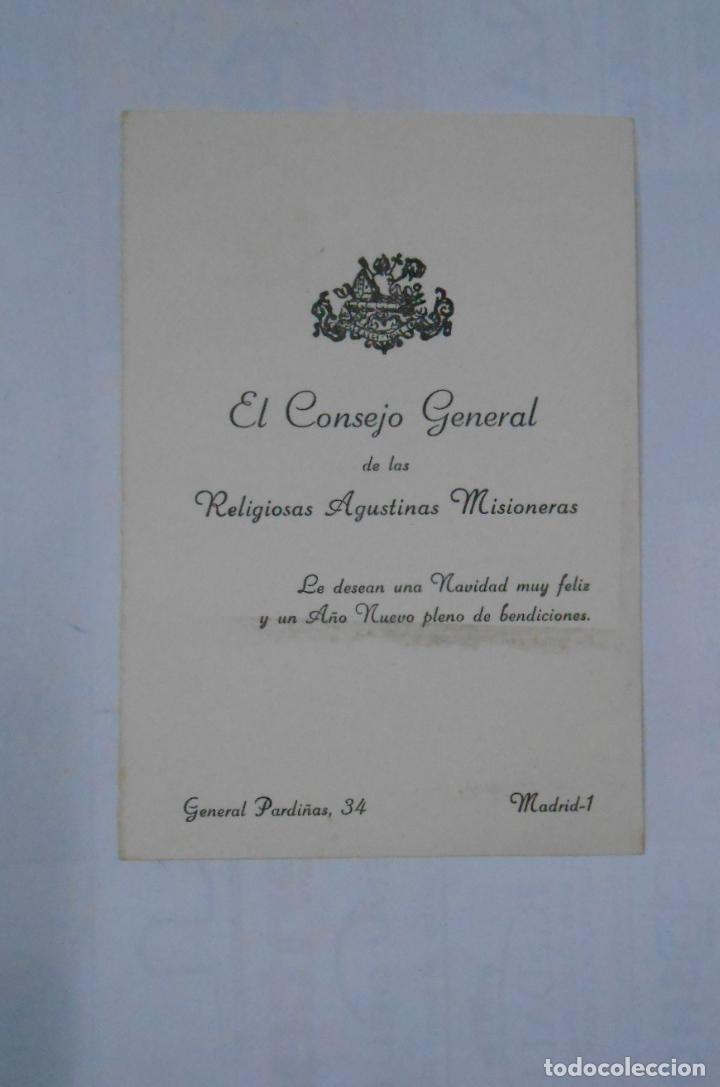 El Consejo General
de las
Religiosas Agustinas Misioneras
Le desean una Navidad muy feliz
y un Año Nuevo pleno de bendiciones.
General Pardiñas, 34 Madrid-1
todocoleccion